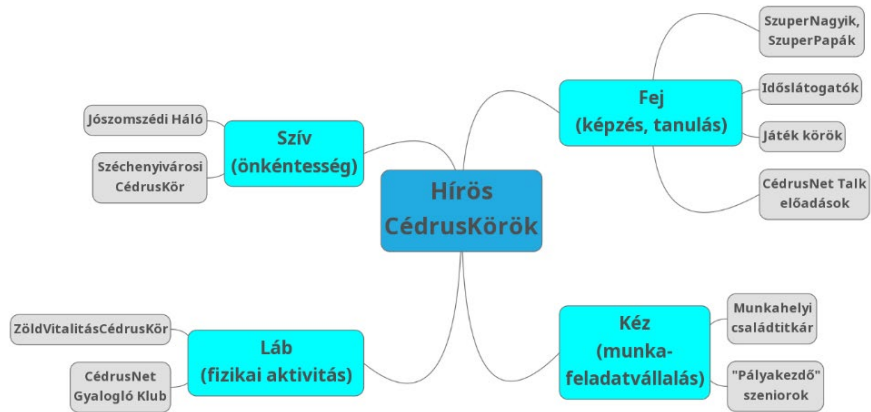 Hírös
CédrusKörök
Szív
(önkéntesség)
Jószomszédi Háló
Széchenyivárosi
CédrusKör
Fej
(képzés, tanulás)
SzuperNagyik,
SzuperPapák
Időslátogatók
Játék körök
CédrusNet Talk
előadások
Láb
(fizikai aktivitás)
ZöldVitalitásCédrusKör
CédrusNet
Gyalogló Klub
Kéz
(munka-
feladatvállalás)
Munkahelyi
családtitkár
"Pályakezdő"
szeniorok